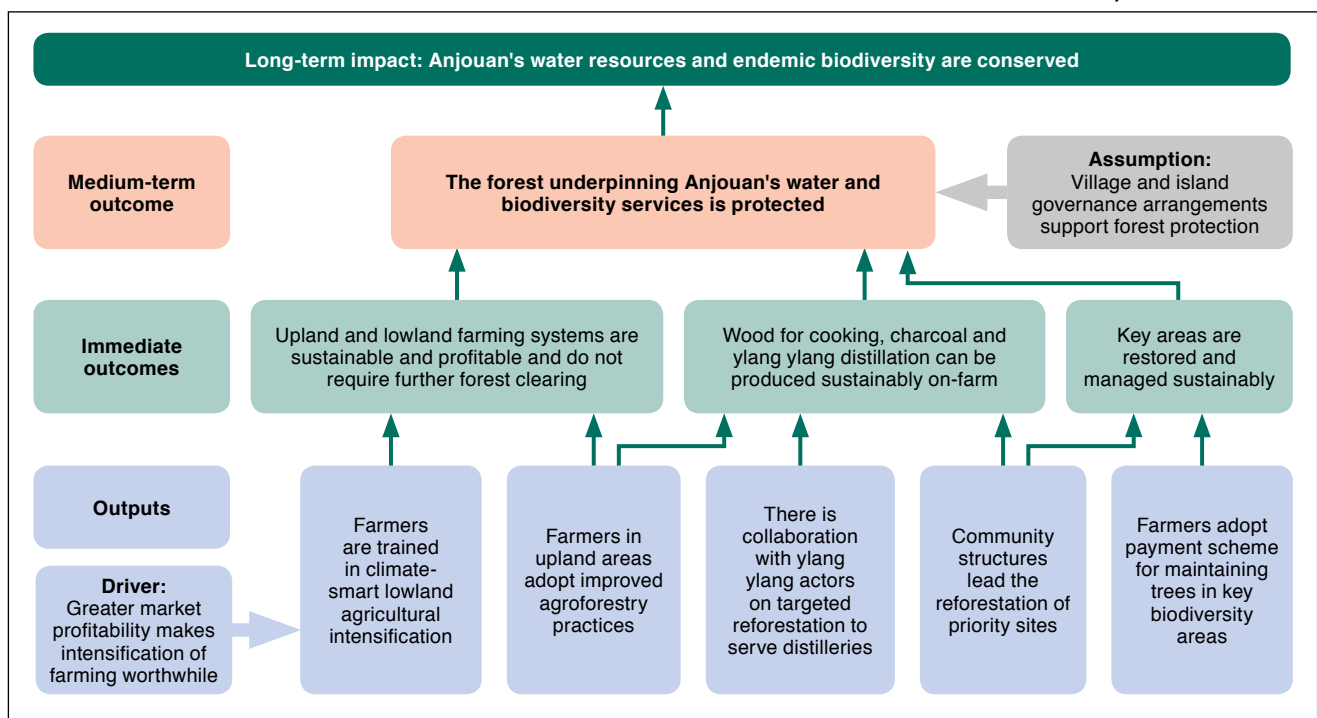 Long-term impact: Anjouan's water resources and endemic biodiversity are conserved
Medium-term
outcome
The forest underpinning Anjouan's water and
biodiversity services is protected
Assumption:
Village and island
governance arrangements
support forest protection
Immediate
outcomes
Upland and lowland farming systems are
sustainable and profitable and do not
require further forest clearing
Wood for cooking, charcoal and
ylang ylang distillation can be
produced sustainably on-farm
Key areas are
restored and
managed sustainably
Outputs
Driver:
Greater market
profitability makes
intensification of
farming worthwhile
Farmers
are trained
in climate-
smart lowland
agricultural
intensification
Farmers in
upland areas
adopt improved
agroforestry
practices
There is
collaboration
with ylang
ylang actors
on targeted
reforestation to
serve distilleries
Community
structures
lead the
reforestation of
priority sites
Farmers adopt
payment scheme
for maintaining
trees in key
biodiversity
areas